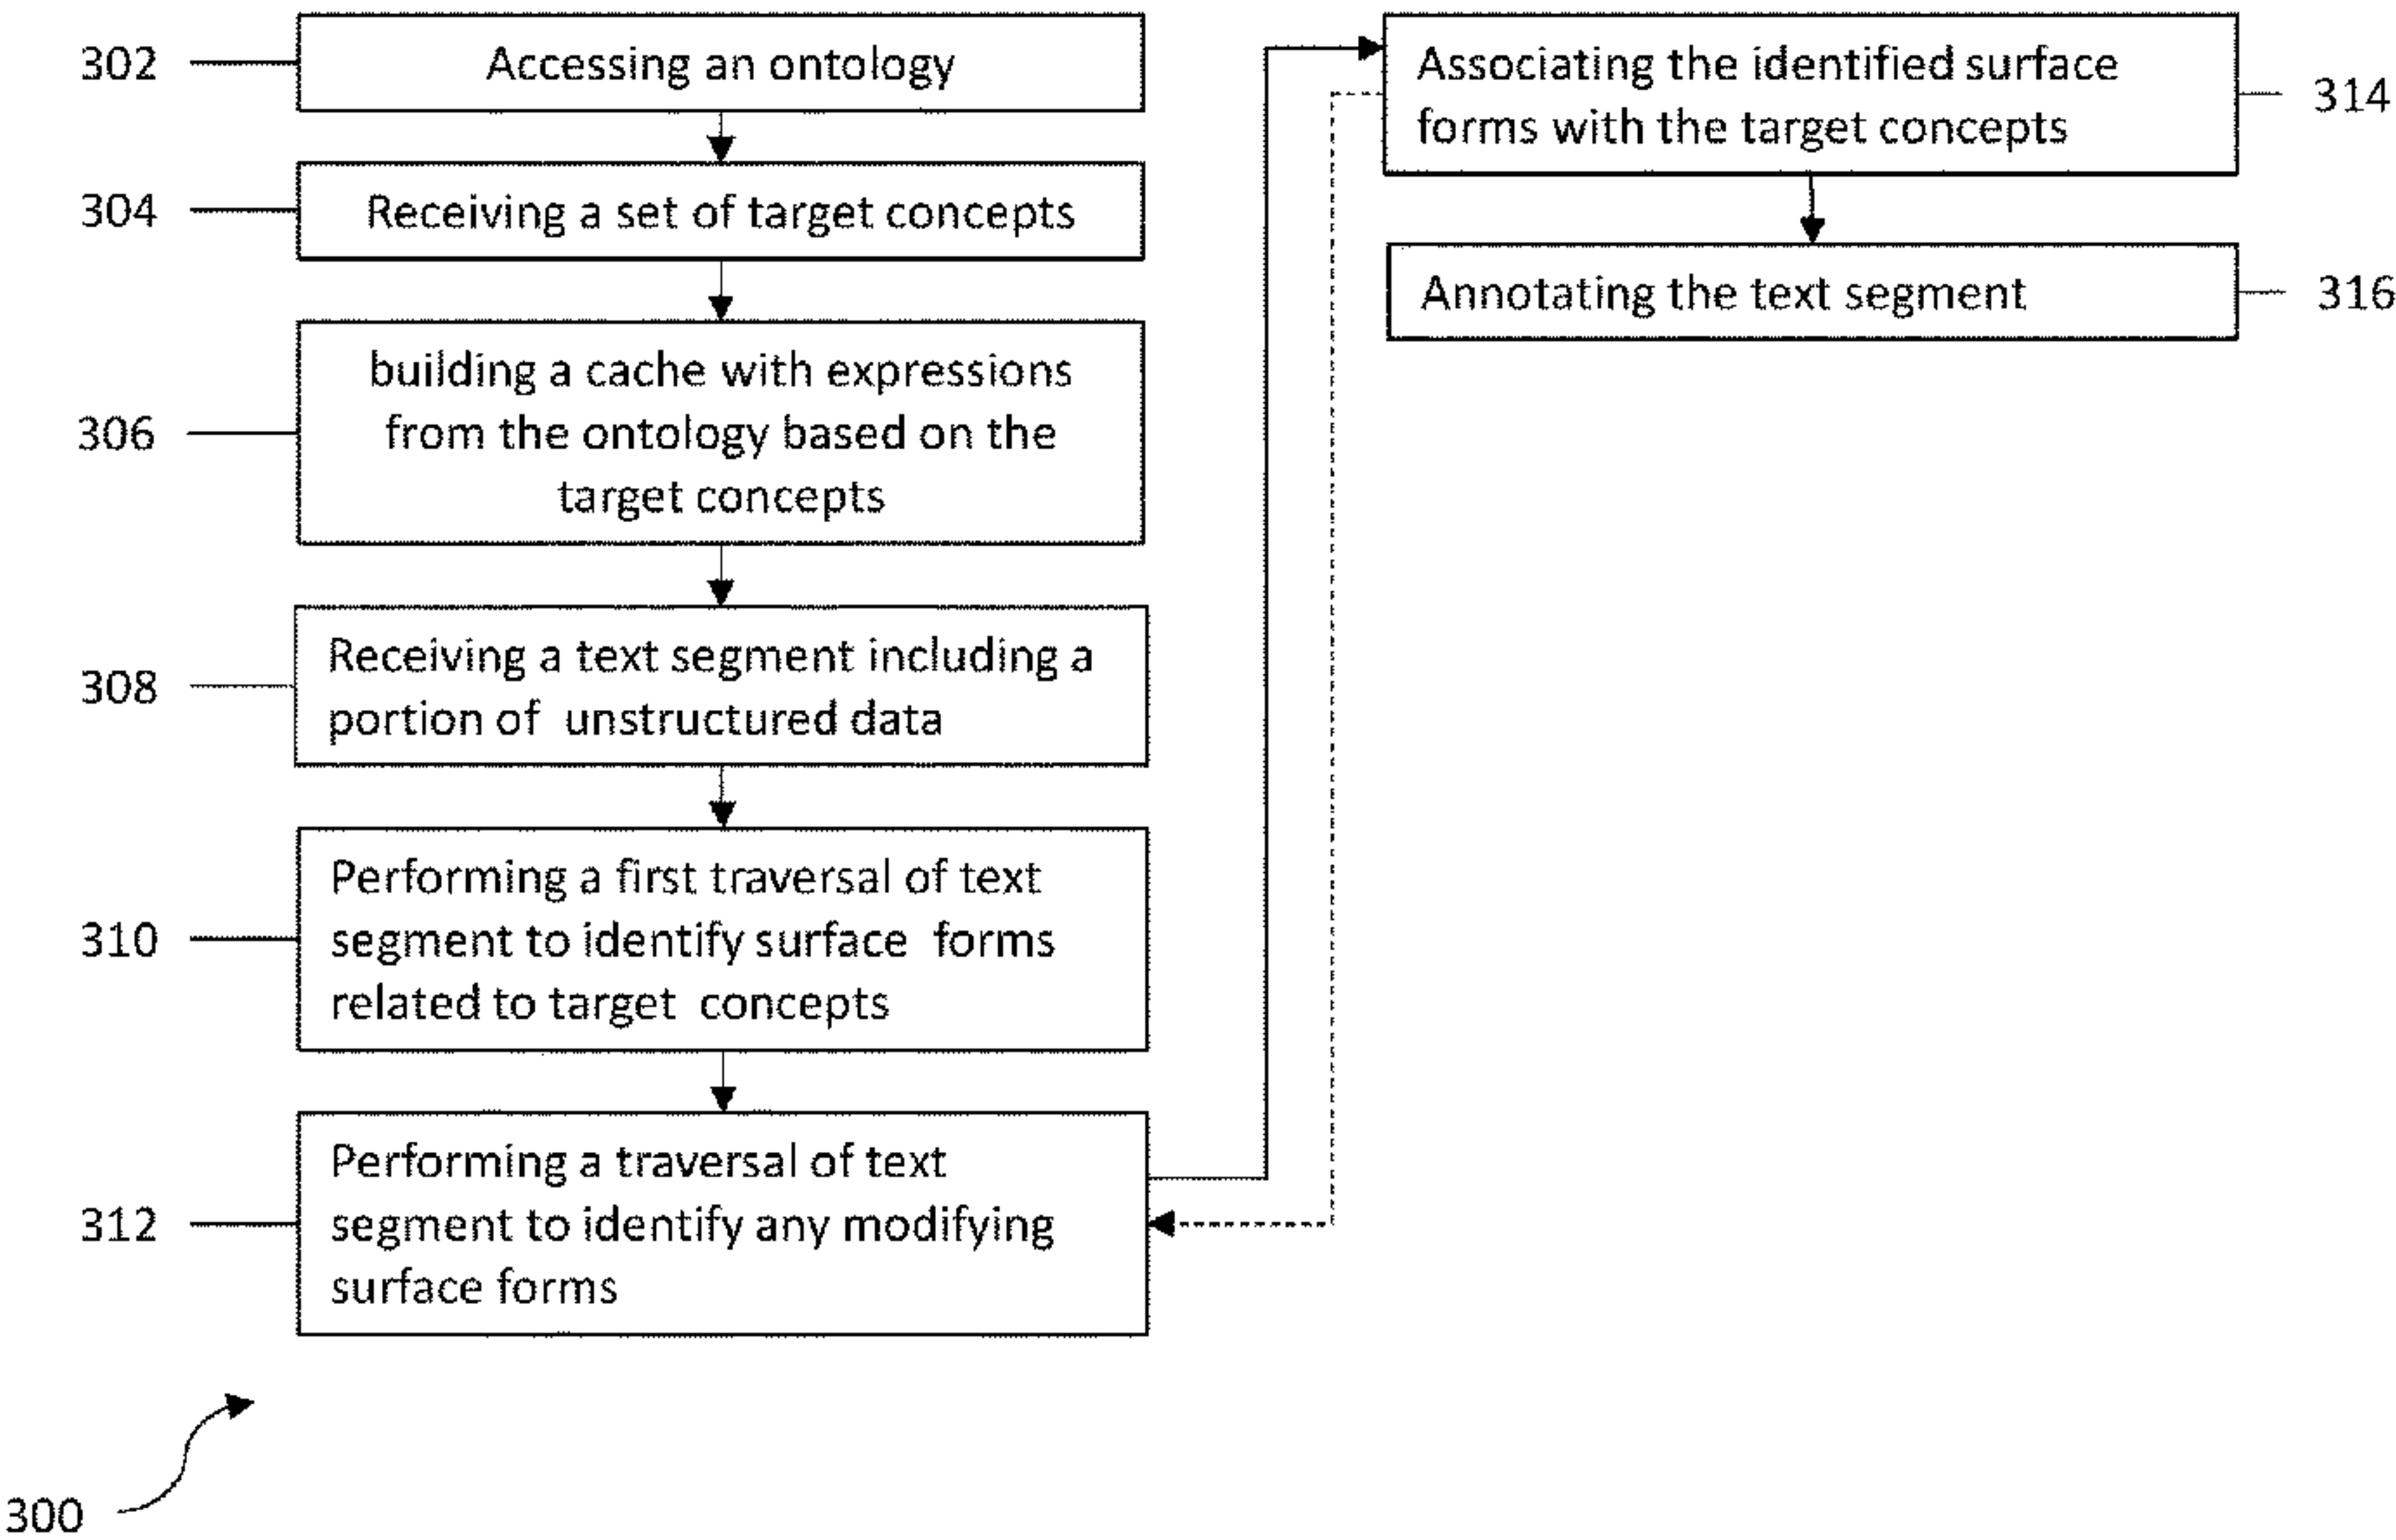 302
Accessing an ontology
304
Receiving a set of target concepts
306
building a cache with expressions
from the ontology based on the
target concepts
308
Receiving a text segment including a
portion of unstructured data
310
Performing a first traversal of text
segment to identify surface forms
related to target concepts
312
Performing a traversal of text
segment to identify any modifying
surface forms
Associating the identified surface
forms with the target concepts
314
Annotating the text segment
316
300